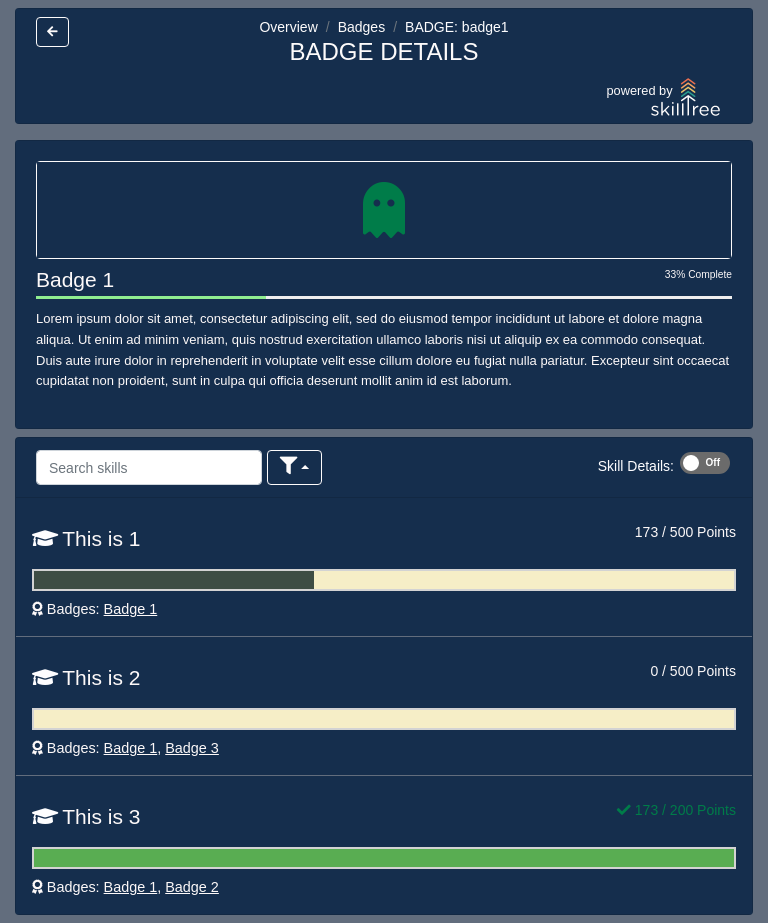 Overview / Badges / BADGE: badge1
BADGE DETAILS
powered by
skilltree
Badge 1
33% Complete
Lorem ipsum dolor sit amet, consectetur adipiscing elit, sed do eiusmod tempor incididunt ut labore et dolore magna
aliqua. Ut enim ad minim veniam, quis nostrud exercitation ullamco laboris nisi ut aliquip ex ea commodo consequat.
Duis aute irure dolor in reprehenderit in voluptate velit esse cillum dolore eu fugiat nulla pariatur. Excepteur sint occaecat
cupidatat non proident, sunt in culpa qui officia deserunt mollit anim id est laborum.
Search skills
Skill Details: Off
This is 1
173 / 500 Points
Badges: Badge 1
This is 2
0 / 500 Points
Badges: Badge 1, Badge 3
This is 3
173 / 200 Points
Badges: Badge 1, Badge 2